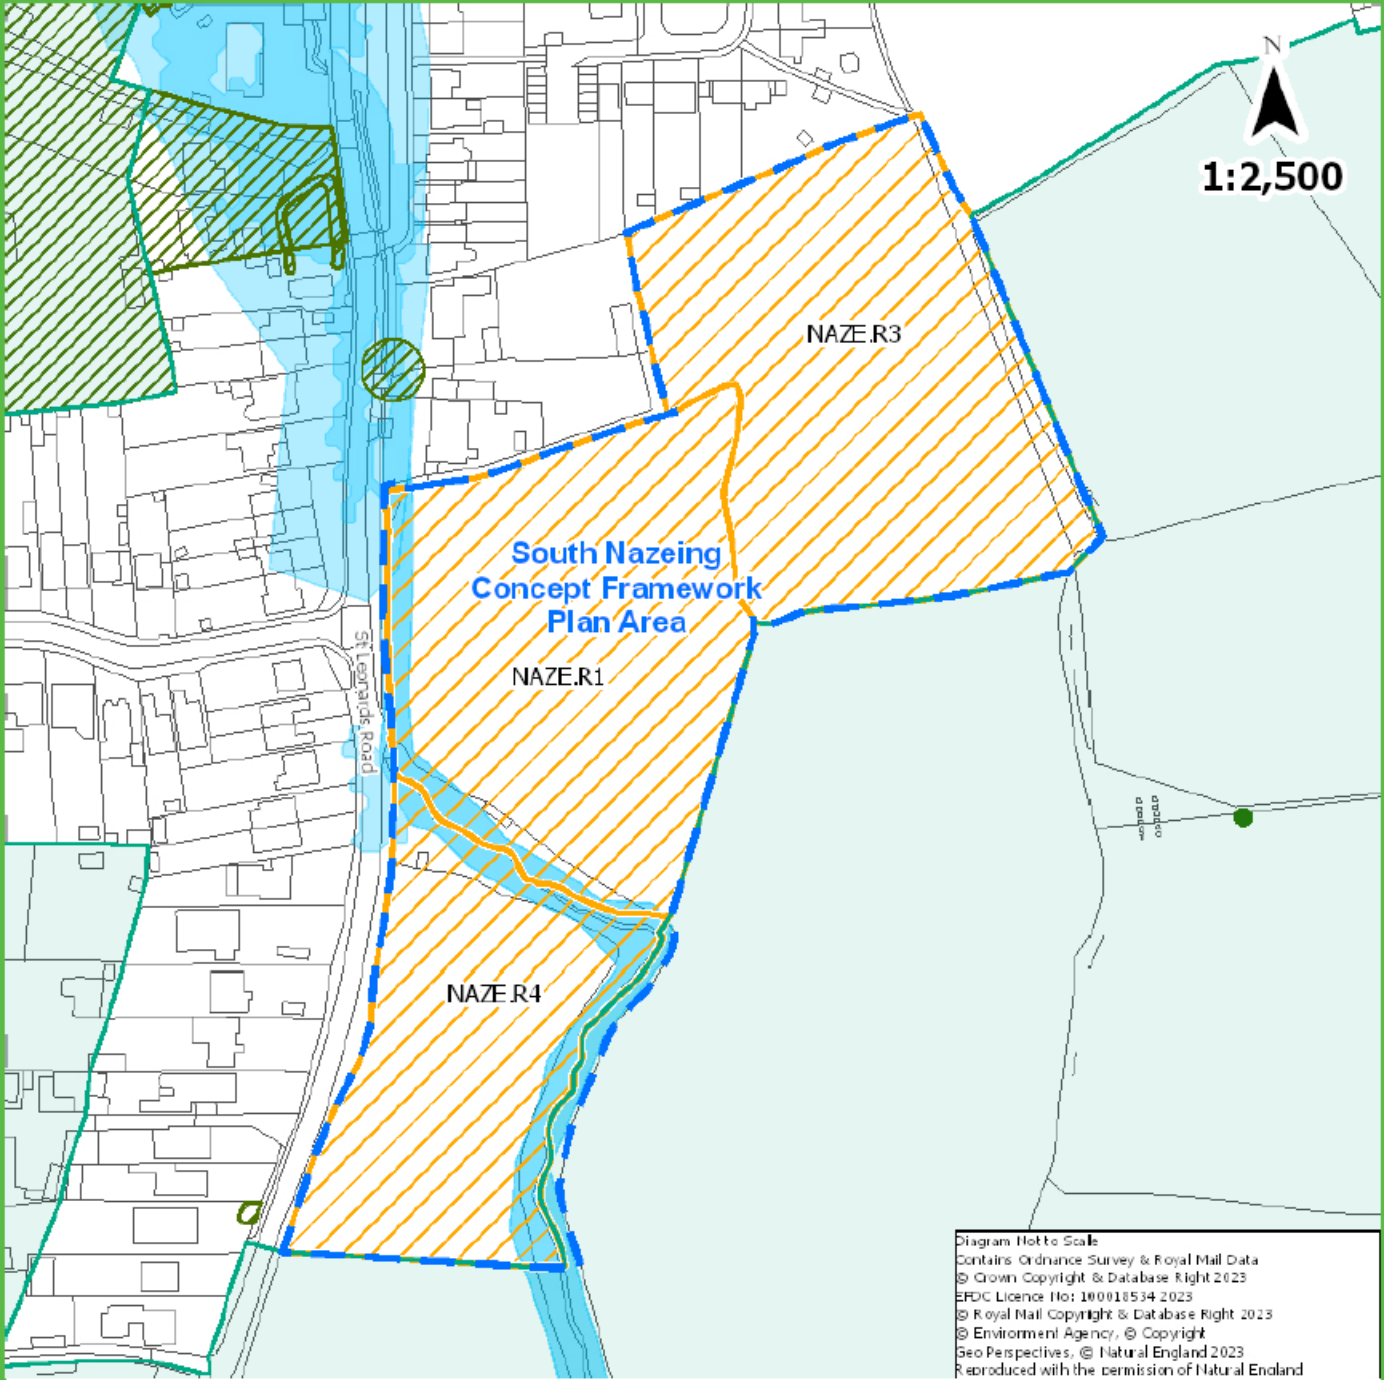 N
1:2,500
NAZE.R3
South Nazeing
Concept Framework
Plan Area
NAZE.R1
St Leonards Road
NAZE.R4
Diagram Not to Scale
Contains Ordnance Survey & Royal Mail Data
© Crown Copyright & Database Right 2023
EFDC Licence No: 100018534 2023
© Royal Mail Copyright & Database Right 2023
© Environment Agency, © Copyright
Geo Perspectives, © Natural England 2023
Reproduced with the permission of Natural England